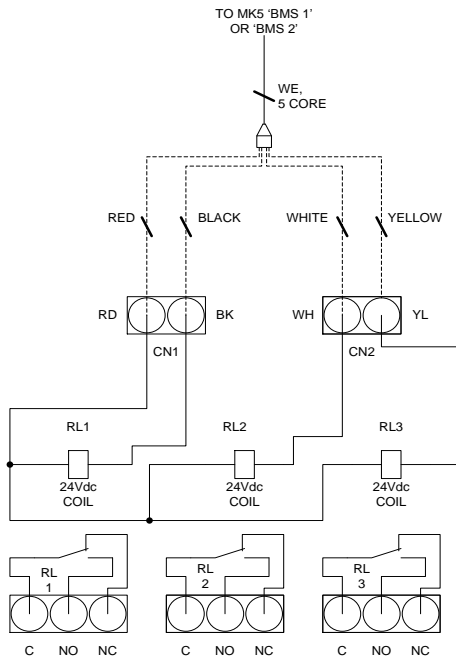 TO MK5 ‘BMS 1’
OR ‘BMS 2’
WE,
5 CORE
RED
BLACK
WHITE
YELLOW
RD
BK
WH
YL
CN1
CN2
RL1
RL2
RL3
24Vdc
COIL
24Vdc
COIL
24Vdc
COIL
RL
1
RL
2
RL
3
C NO NC
C NO NC
C NO NC